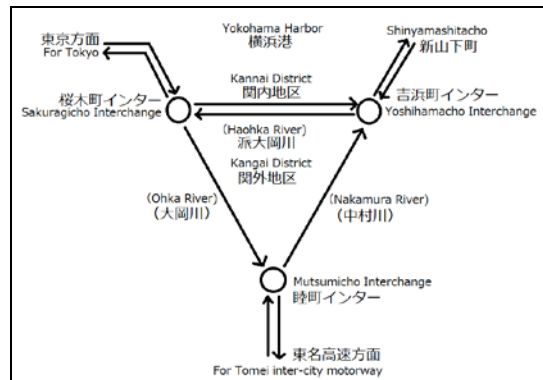 東京方面
For Tokyo
Yokohama Harbor
横浜港
Shinyamashitacho
新山下町
Kannai District
関内地区
桜木町インター
Sakuragicho Interchange
吉浜町インター
Yoshihamacho Interchange
(Haohka River)
派大岡川
Kangai District
関外地区
(Ohka River)
(大岡川)
(Nakamura River)
(中村川)
Mutsumicho Interchange
睦町インター
東名高速方面
For Tomei inter-city motorway